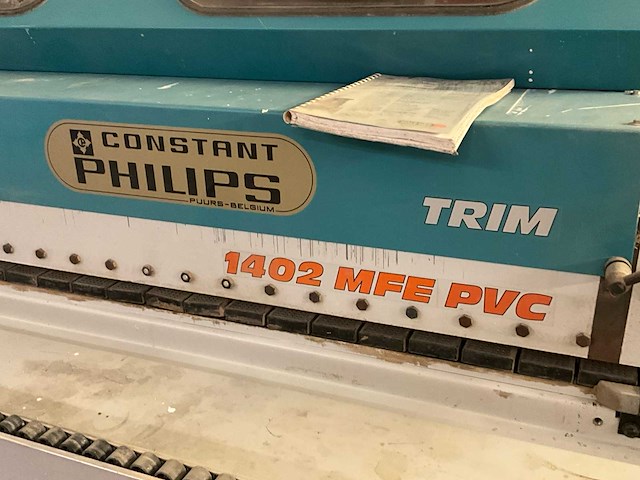 CONSTANT
PHILIPS
PUURS-BELGIUM
TRIM
1402 MFE PVC